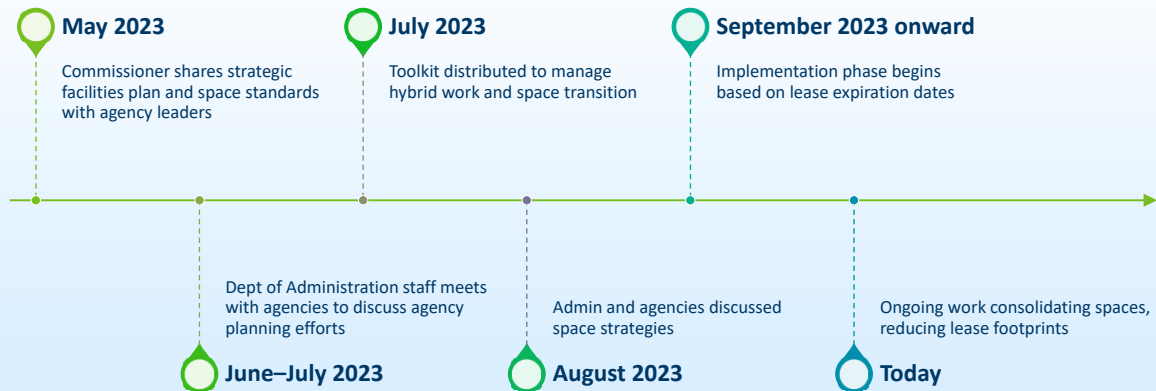 May 2023
Commissioner shares strategic
facilities plan and space standards
with agency leaders
July 2023
Toolkit distributed to manage
hybrid work and space transition
September 2023 onward
Implementation phase begins
based on lease expiration dates
Dept of Administration staff meets
with agencies to discuss agency
planning efforts
June–July 2023
Admin and agencies discussed
space strategies
August 2023
Ongoing work consolidating spaces,
reducing lease footprints
Today